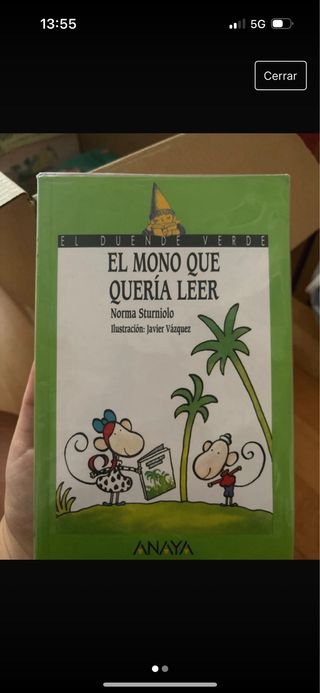 13:55
5G
Cerrar
EL DUENDE VERDE
EL MONO QUE
QUERÍA LEER
Norma Sturniolo
Ilustración: Javier Vázquez
ANAYA